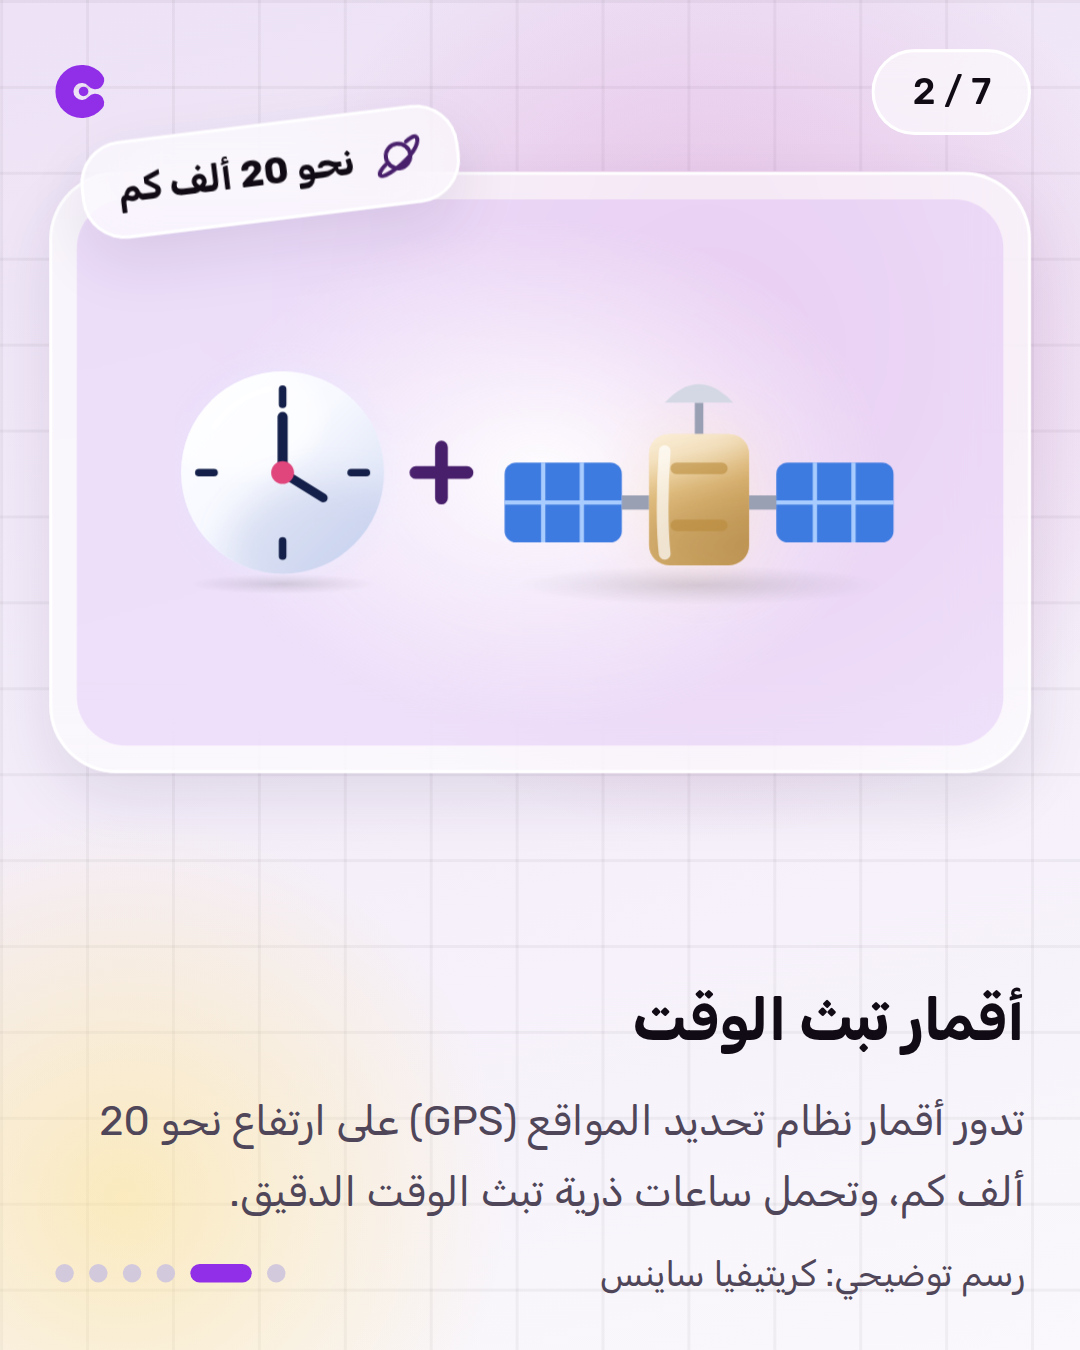 2 / 7
نحو 20 ألف كم
أقمار تبث الوقت
تدور أقمار نظام تحديد المواقع (GPS) على ارتفاع نحو 20
ألف كم، وتحمل ساعات ذرية تبث الوقت الدقيق.
رسم توضيحي: كريتيفيا ساينس